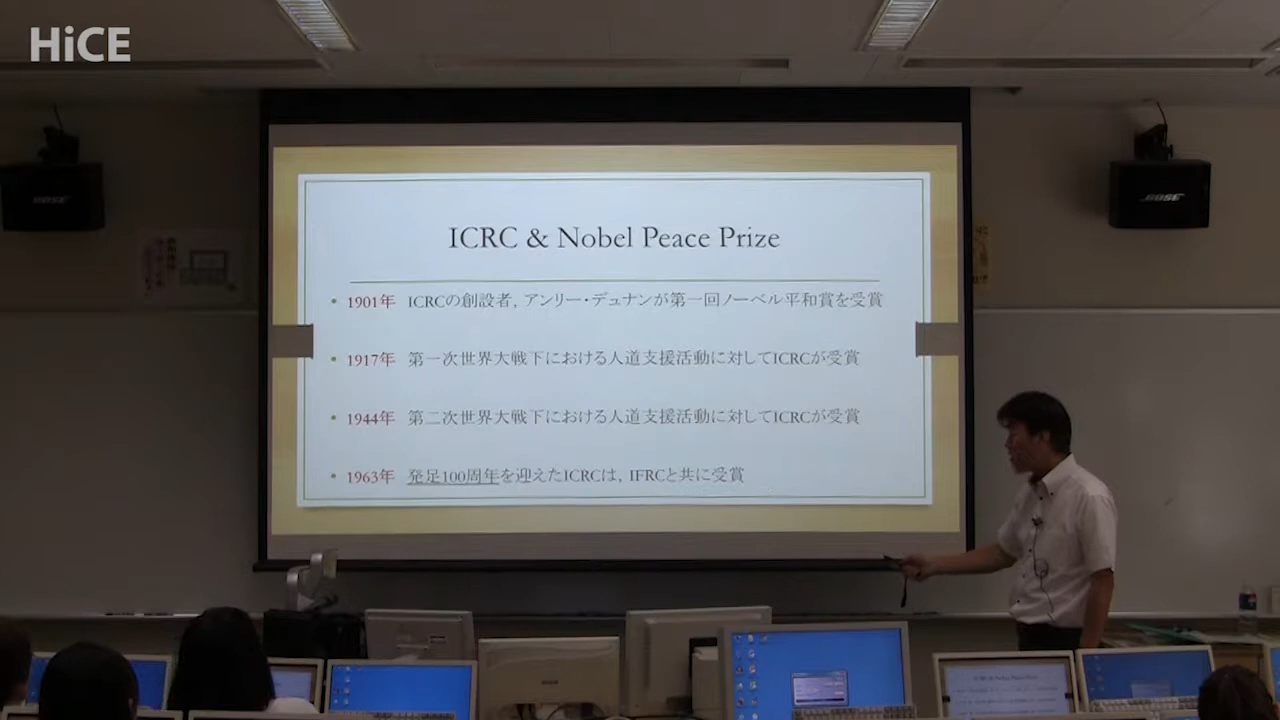 HiCE
ICRC & Nobel Peace Prize
• 1901年 ICRCの創設者，アンリー・デュナンが第一回ノーベル平和賞を受賞
• 1917年 第一次世界大戦下における人道支援活動に対してICRCが受賞
• 1944年 第二次世界大戦下における人道支援活動に対してICRCが受賞
• 1963年 発足100周年を迎えたICRCは，IFRCと共に受賞
BOSE
BOSE
ICRC & Nobel Peace Prize